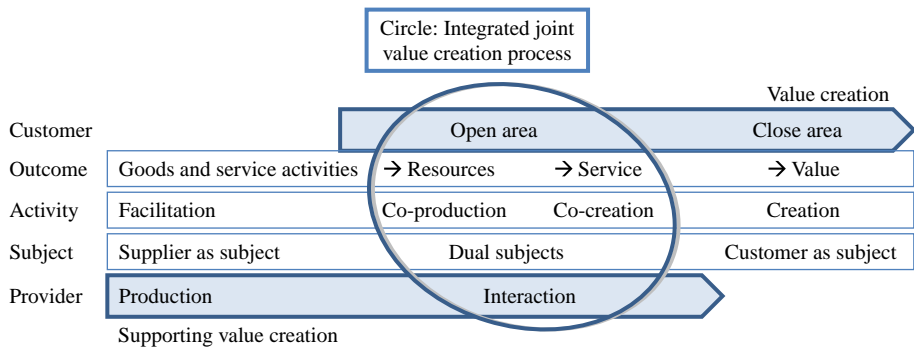 Circle: Integrated joint
value creation process
Value creation
Customer Open area Close area
Outcome Goods and service activities → Resources → Service → Value
Activity Facilitation Co-production Co-creation Creation
Subject Supplier as subject Dual subjects Customer as subject
Provider Production Interaction
Supporting value creation